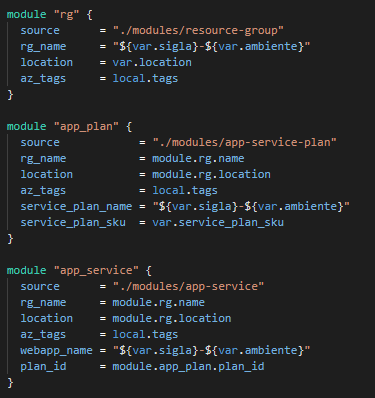 module "rg" {
  source      = "./modules/resource-group"
  rg_name     = "${var.sigla}-${var.ambiente}"
  location    = var.location
  az_tags     = local.tags
}

module "app_plan" {
  source            = "./modules/app-service-plan"
  rg_name           = module.rg.name
  location          = module.rg.location
  az_tags           = local.tags
  service_plan_name = "${var.sigla}-${var.ambiente}"
  service_plan_sku  = var.service_plan_sku
}

module "app_service" {
  source      = "./modules/app-service"
  rg_name     = module.rg.name
  location    = module.rg.location
  az_tags     = local.tags
  webapp_name = "${var.sigla}-${var.ambiente}"
  plan_id     = module.app_plan.plan_id
}